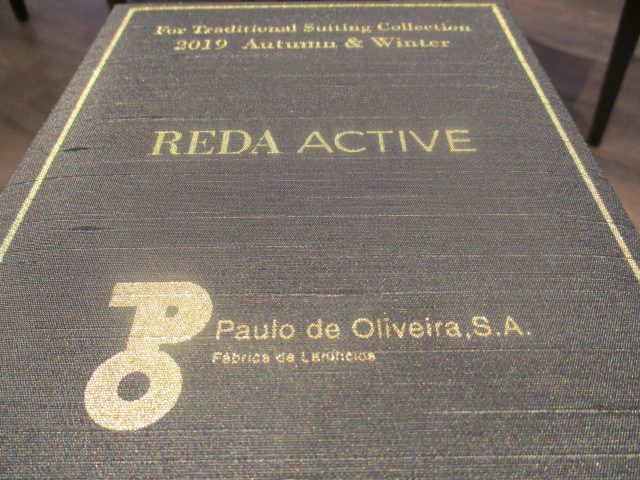 For Traditional Suiting Collection
2019 Autumn & Winter
REDA ACTIVE
Paulo de Oliveira, S.A.
Fábrica de Lanifícios